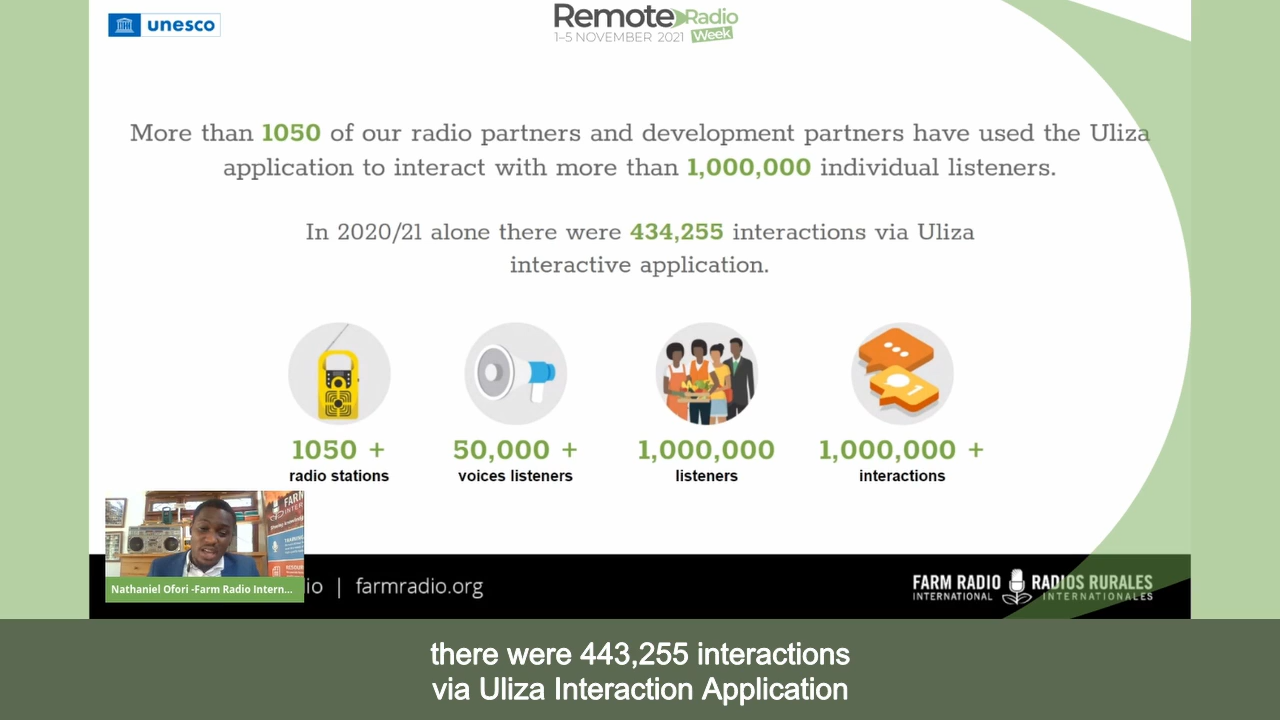 unesco
Remote Radio
1–5 NOVEMBER 2021 Week
More than 1050 of our radio partners and development partners have used the Uliza
application to interact with more than 1,000,000 individual listeners.
In 2020/21 alone there were 434,255 interactions via Uliza
interactive application.
1050 +
radio stations
50,000 +
voices listeners
1,000,000
listeners
1,000,000 +
interactions
Nathaniel Ofori -Farm Radio Intern...
io | farmradio.org
FARM RADIO
INTERNATIONAL
RADIOS RURALES
INTERNATIONALES
there were 443,255 interactions
via Uliza Interaction Application